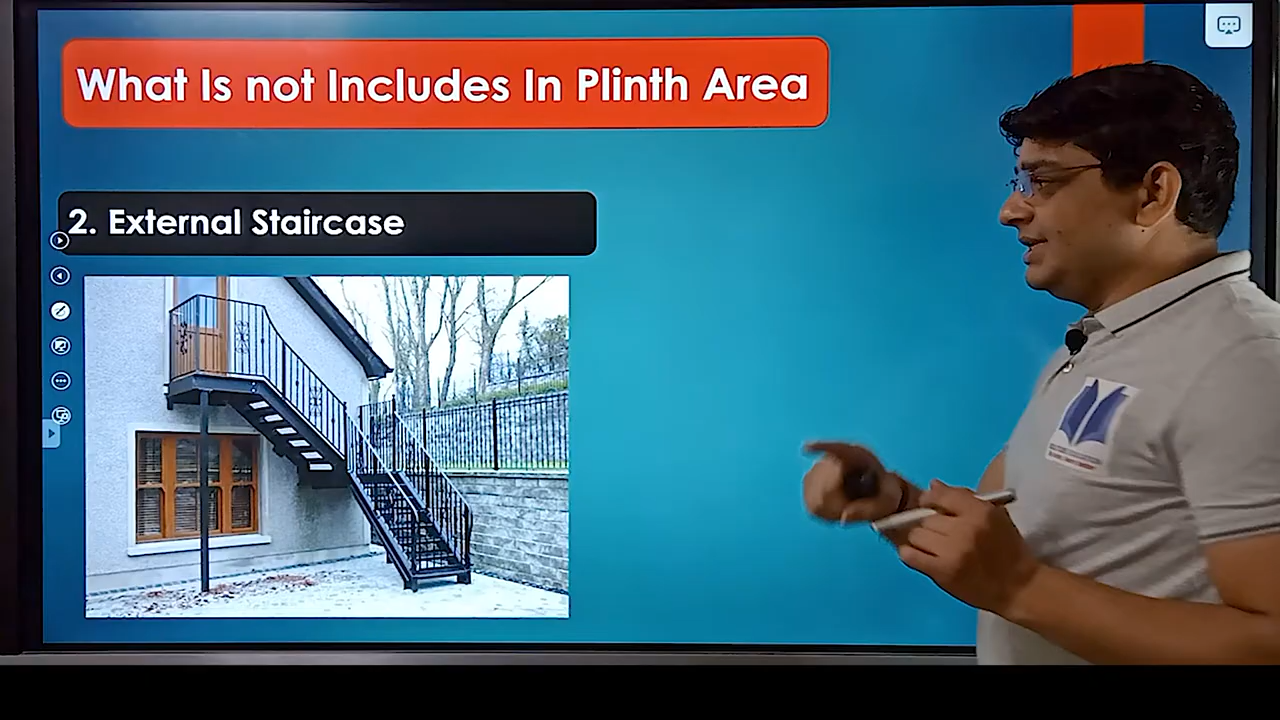 What Is not Includes In Plinth Area
2. External Staircase